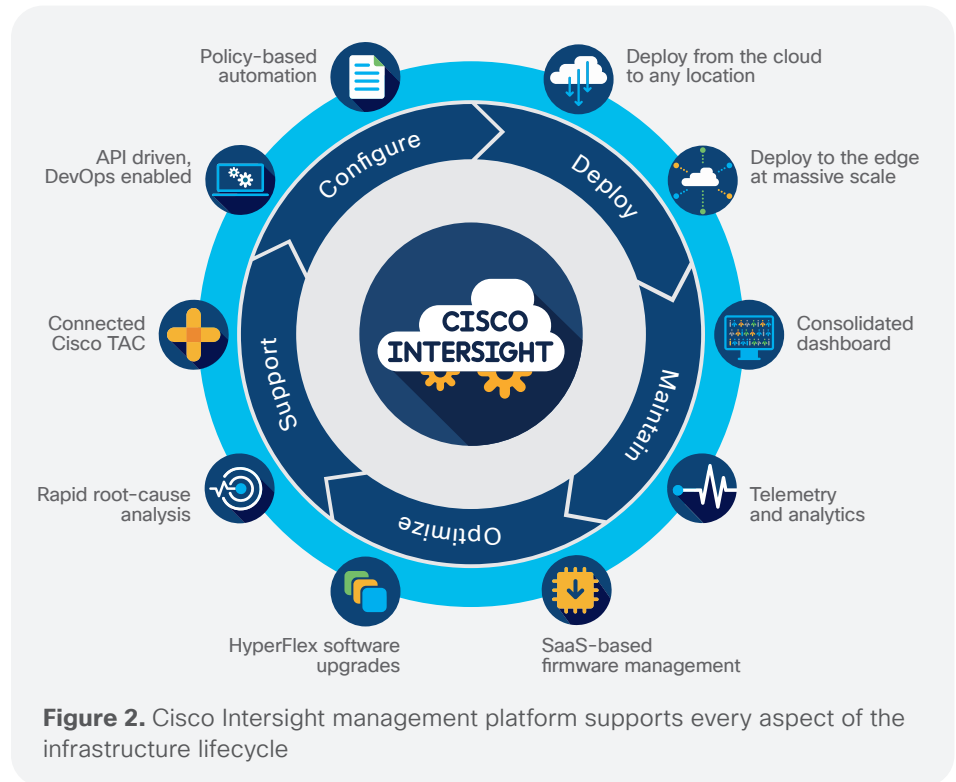 Policy-based
automation
Deploy from the cloud
to any location
API driven,
DevOps enabled
Configure
Deploy
Deploy to the edge
at massive scale
Connected
Cisco TAC
Support
CISCO
INTERSIGHT
Maintain
Consolidated
dashboard
Rapid root-cause
analysis
Optimize
Telemetry
and analytics
HyperFlex software
upgrades
SaaS-based
firmware management
Figure 2. Cisco Intersight management platform supports every aspect of the
infrastructure lifecycle